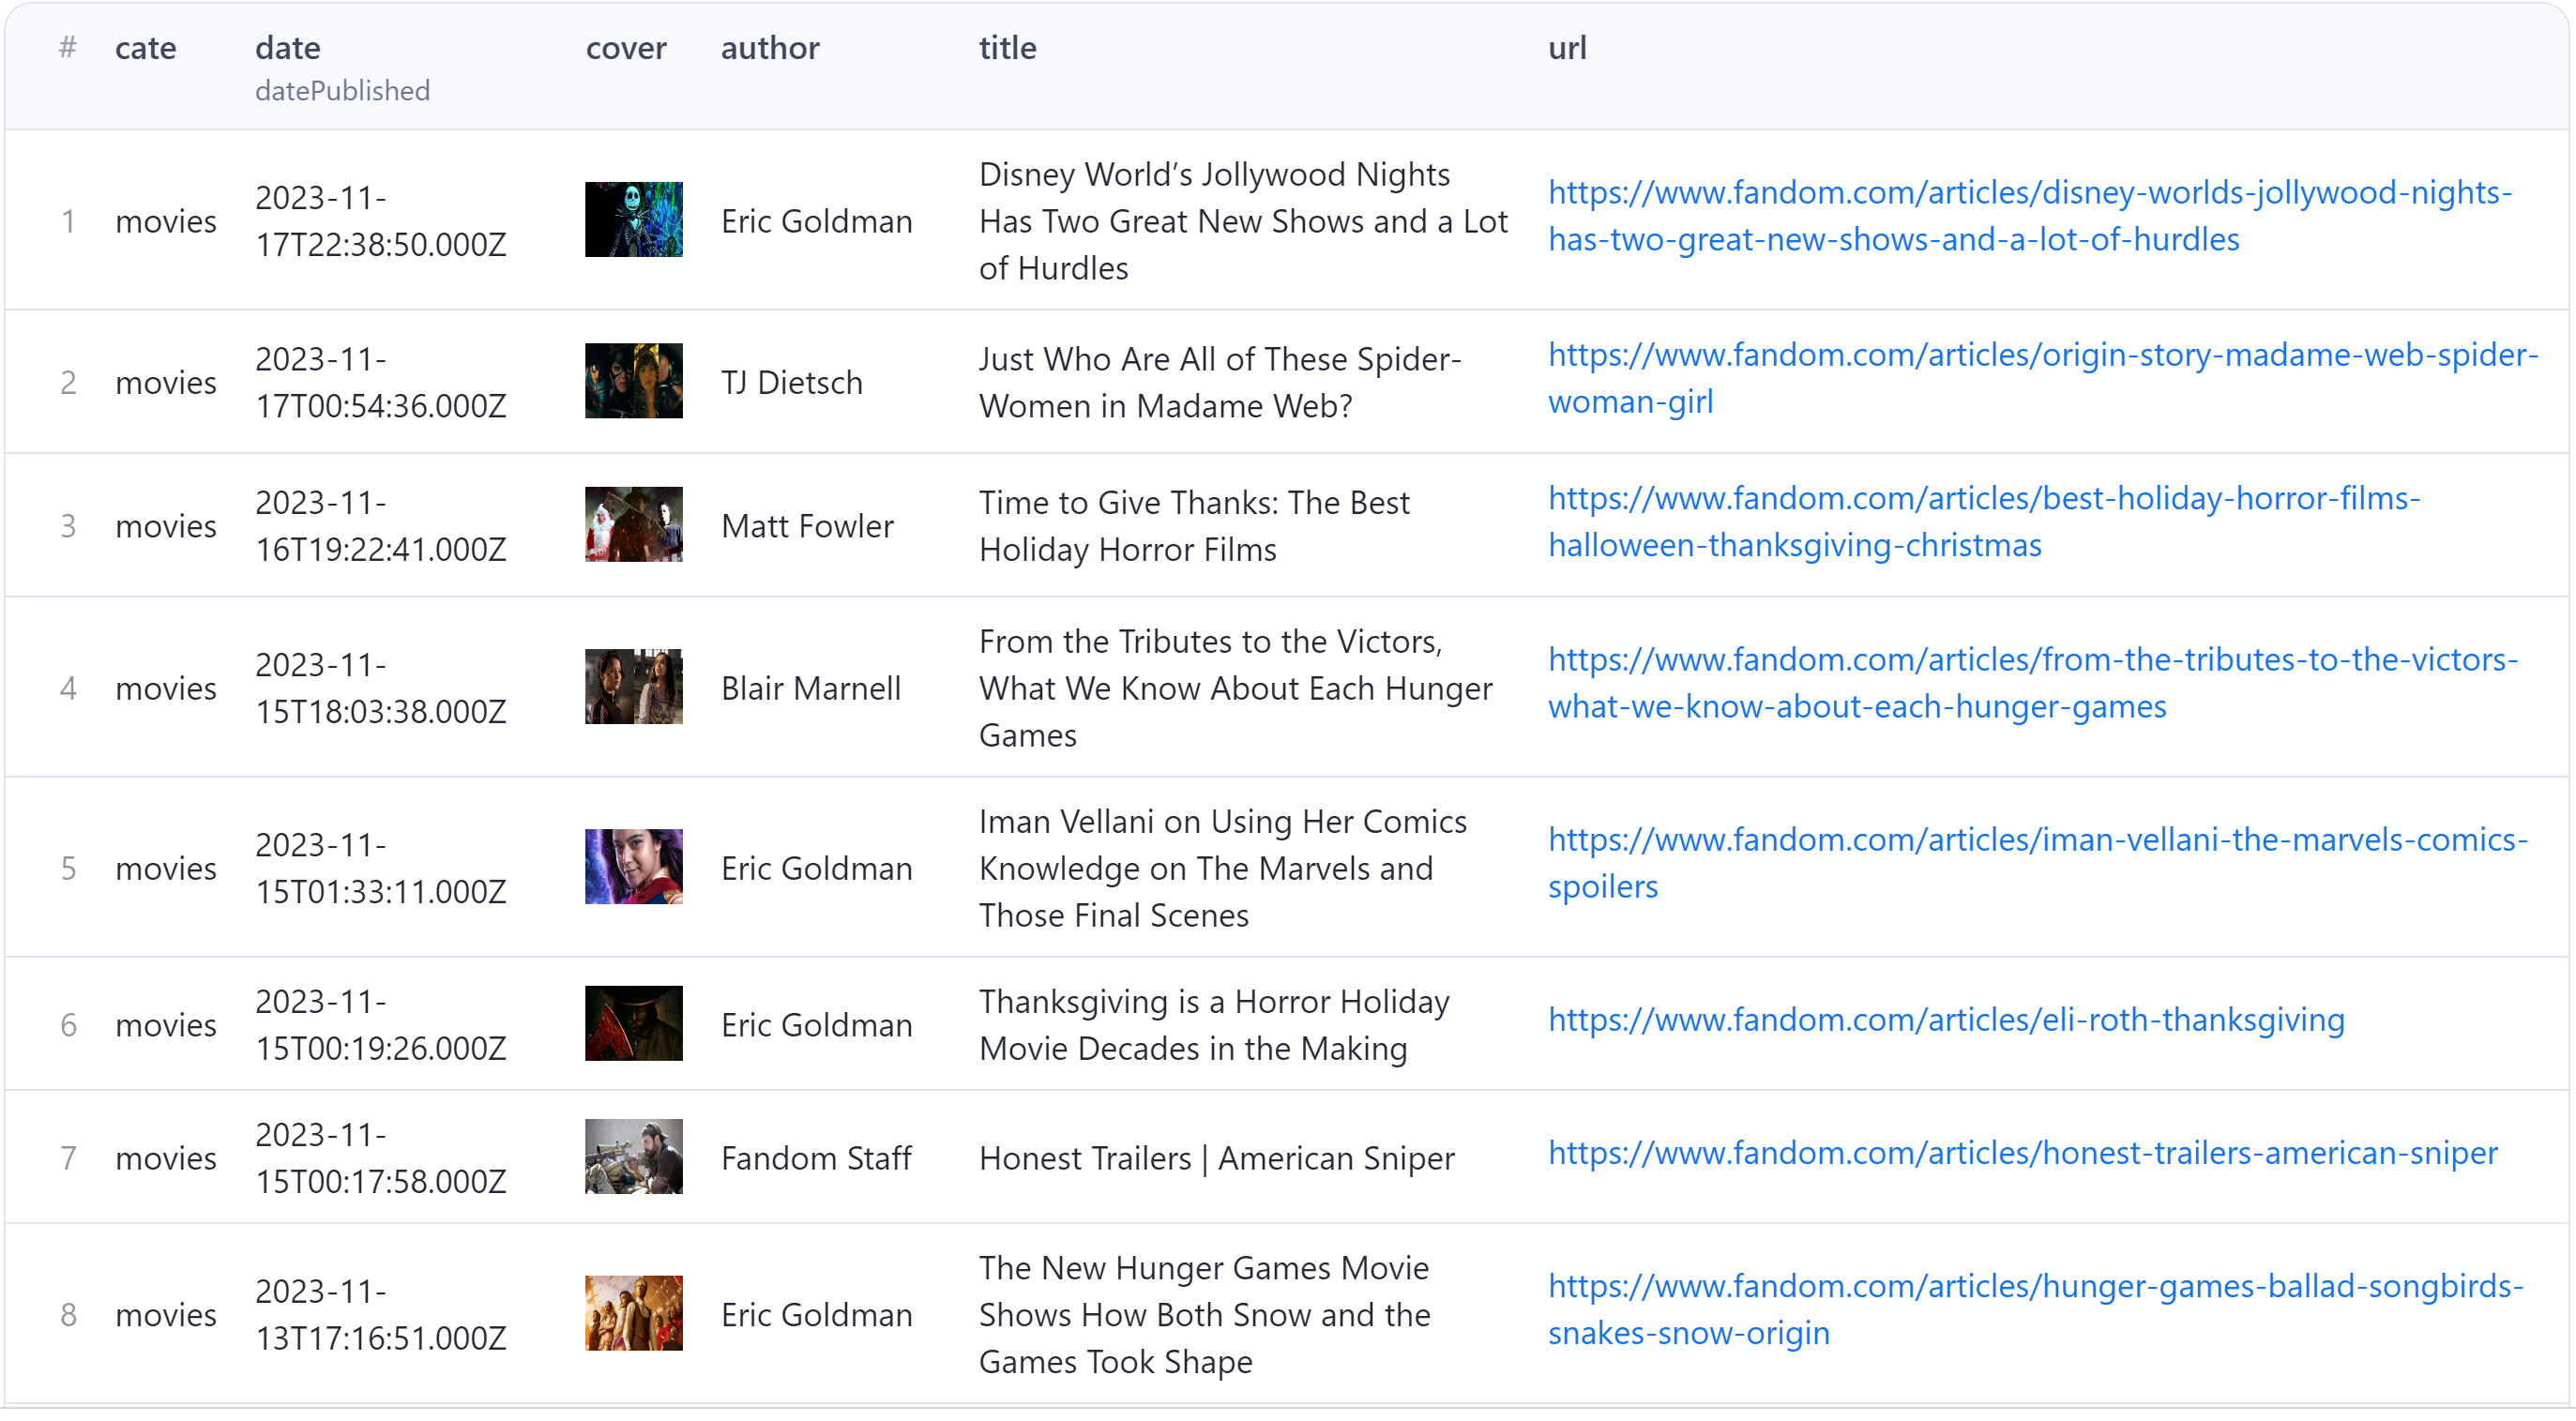 # cate date cover author title url
datePublished
1 movies 2023-11-
17T22:38:50.000Z
Eric Goldman
Disney World’s Jollywood Nights
Has Two Great New Shows and a Lot
of Hurdles
https://www.fandom.com/articles/disney-worlds-jollywood-nights-
has-two-great-new-shows-and-a-lot-of-hurdles
2 movies 2023-11-
17T00:54:36.000Z
TJ Dietsch
Just Who Are All of These Spider-
Women in Madame Web?
https://www.fandom.com/articles/origin-story-madame-web-spider-
woman-girl
3 movies 2023-11-
16T19:22:41.000Z
Matt Fowler
Time to Give Thanks: The Best
Holiday Horror Films
https://www.fandom.com/articles/best-holiday-horror-films-
halloween-thanksgiving-christmas
4 movies 2023-11-
15T18:03:38.000Z
Blair Marnell
From the Tributes to the Victors,
What We Know About Each Hunger
Games
https://www.fandom.com/articles/from-the-tributes-to-the-victors-
what-we-know-about-each-hunger-games
5 movies 2023-11-
15T01:33:11.000Z
Eric Goldman
Iman Vellani on Using Her Comics
Knowledge on The Marvels and
Those Final Scenes
https://www.fandom.com/articles/iman-vellani-the-marvels-comics-
spoilers
6 movies 2023-11-
15T00:19:26.000Z
Eric Goldman
Thanksgiving is a Horror Holiday
Movie Decades in the Making
https://www.fandom.com/articles/eli-roth-thanksgiving
7 movies 2023-11-
15T00:17:58.000Z
Fandom Staff
Honest Trailers | American Sniper
https://www.fandom.com/articles/honest-trailers-american-sniper
8 movies 2023-11-
13T17:16:51.000Z
Eric Goldman
The New Hunger Games Movie
Shows How Both Snow and the
Games Took Shape
https://www.fandom.com/articles/hunger-games-ballad-songbirds-
snakes-snow-origin